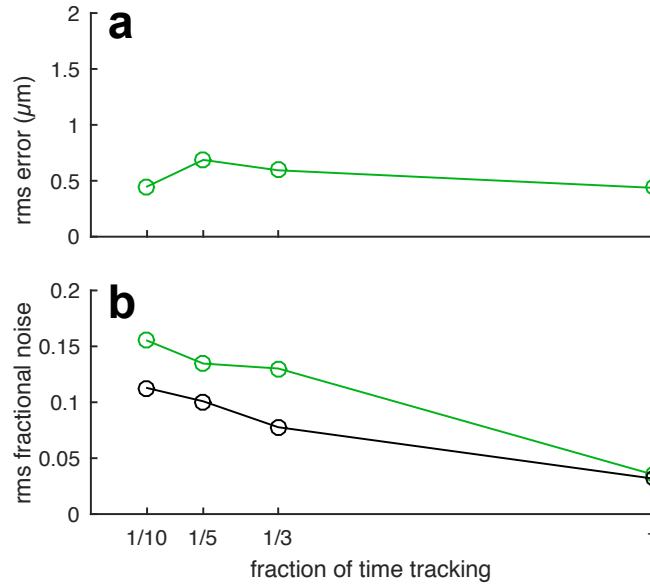 a
2
1.5
1
0.5
0
rms error (µm)
b
0.2
0.15
0.1
0.05
0
rms fractional noise
1/10 1/5 1/3
fraction of time tracking